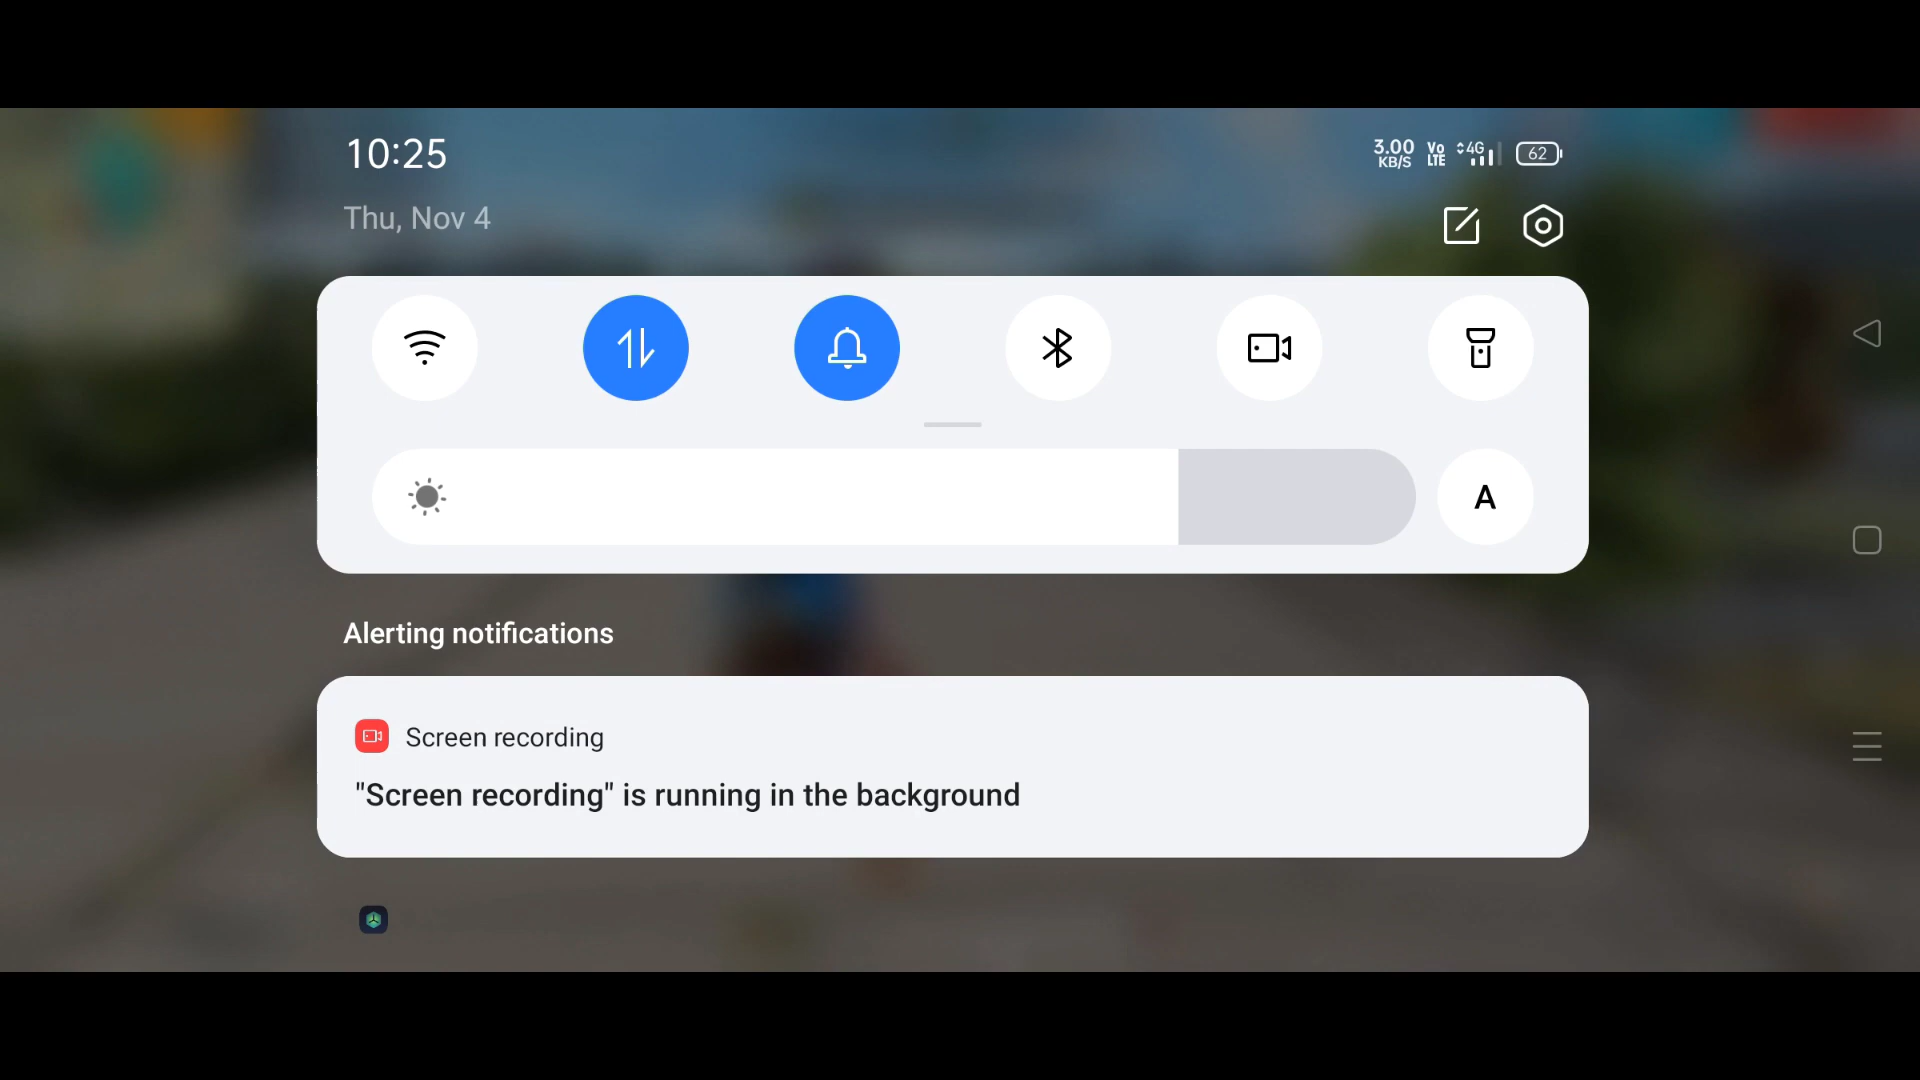 10:25
3.00
KB/S
Vo
LTE
4G
62
Thu, Nov 4
A
Alerting notifications
Screen recording
"Screen recording" is running in the background